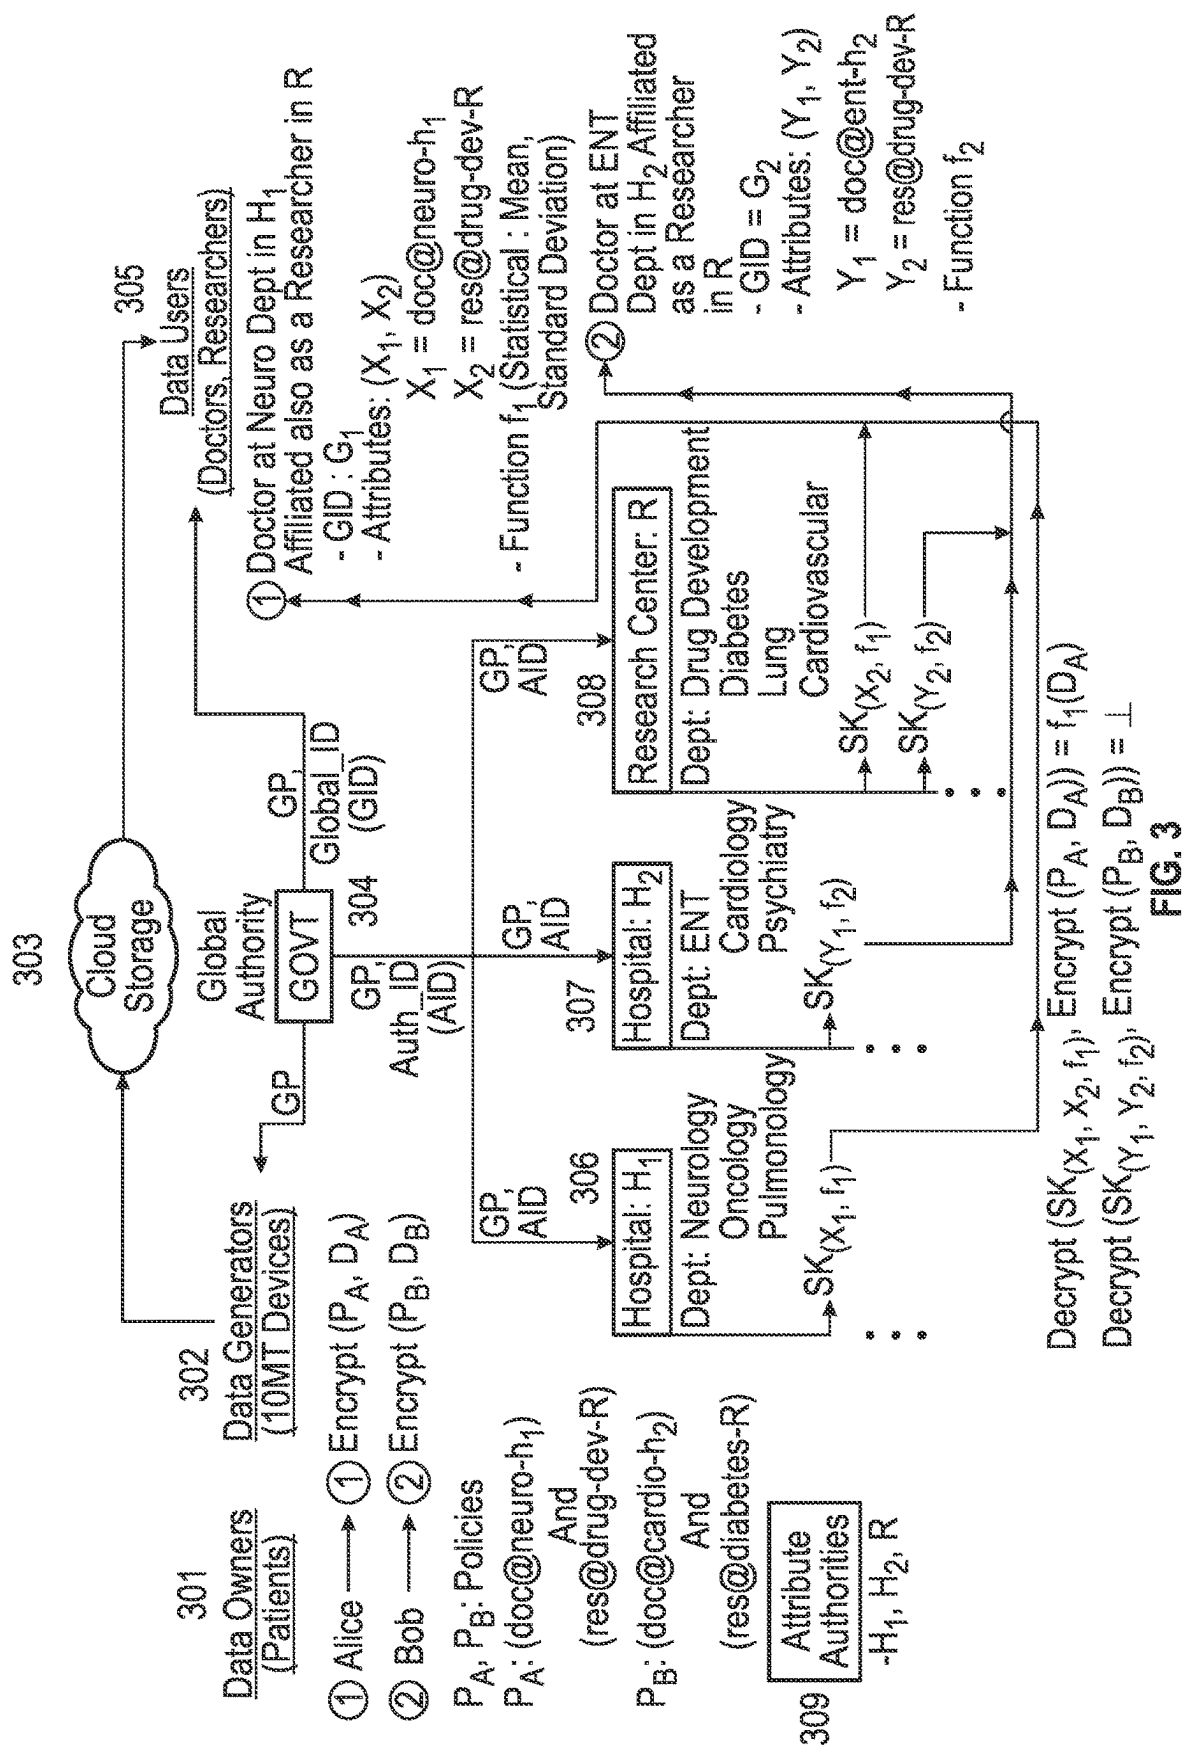 301
Data Owners
(Patients)
① Alice
② Bob
P_A, P_B: Policies
P_A: (doc@neuro-h_1)
And
(res@drug-dev-R)
P_B: (doc@cardio-h_2)
And
(res@diabetes-R)
309
Attribute
Authorities
-H_1, H_2, R
302
Data Generators
(10MT Devices)
① Encrypt (P_A, D_A)
② Encrypt (P_B, D_B)
303
Cloud
Storage
Global
Authority
GOVT
304
GP
GP,
Global_ID
(GID)
GP,
Auth_ID
(AID)
GP,
AID
306
Hospital: H_1
Dept: Neurology
Oncology
Pulmonology
SK_(X_1, f_1)
• • •
GP,
AID
307
Hospital: H_2
Dept: ENT
Cardiology
Psychiatry
SK_(Y_1, f_2)
• • •
GP,
AID
308
Research Center: R
Dept: Drug Development
Diabetes
Lung
Cardiovascular
SK_(X_2, f_1)
SK_(Y_2, f_2)
• • •
305
Data Users
(Doctors, Researchers)
① Doctor at Neuro Dept in H_1
Affiliated also as a Researcher in R
- GID : G_1
- Attributes: (X_1, X_2)
X_1 = doc@neuro-h_1
X_2 = res@drug-dev-R
- Function f_1 (Statistical : Mean,
Standard Deviation)
② Doctor at ENT
Dept in H_2 Affiliated
as a Researcher
in R
- GID = G_2
- Attributes: (Y_1, Y_2)
Y_1 = doc@ent-h_2
Y_2 = res@drug-dev-R
- Function f_2
Decrypt (SK_(X_1, X_2, f_1), Encrypt (P_A, D_A)) = f_1(D_A)
Decrypt (SK_(Y_1, Y_2, f_2), Encrypt (P_B, D_B)) = ⊥
FIG. 3